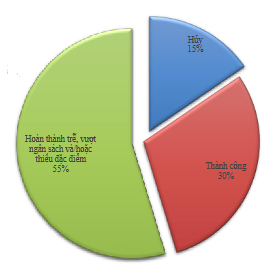 Hủy
15%
Thành công
30%
Hoàn thành trễ, vượt
ngân sách và/hoặc
thiếu đặc điểm
55%